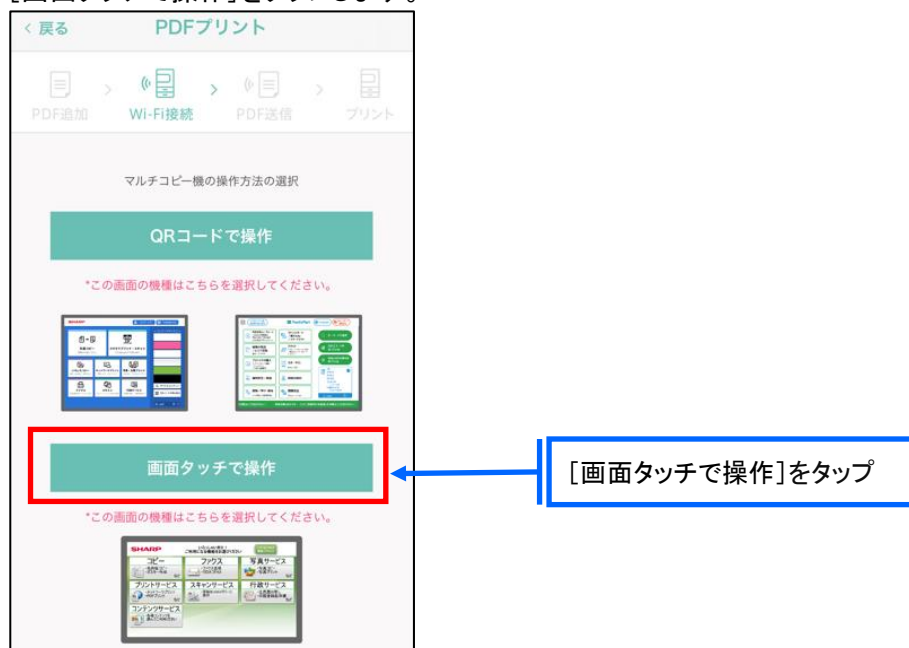 [画面タッチで操作]をタップします。
< 戻る PDFプリント
PDF追加 > Wi-Fi接続 > PDF送信 > プリント
マルチコピー機の操作方法の選択
QRコードで操作
*この画面の機種はこちらを選択してください。
SHARP
画面タッチで操作
[画面タッチで操作]をタップ
*この画面の機種はこちらを選択してください。
SHARP
コピー ファクス 写真サービス
プリントサービス スキャンサービス 行政サービス
コンテンツサービス